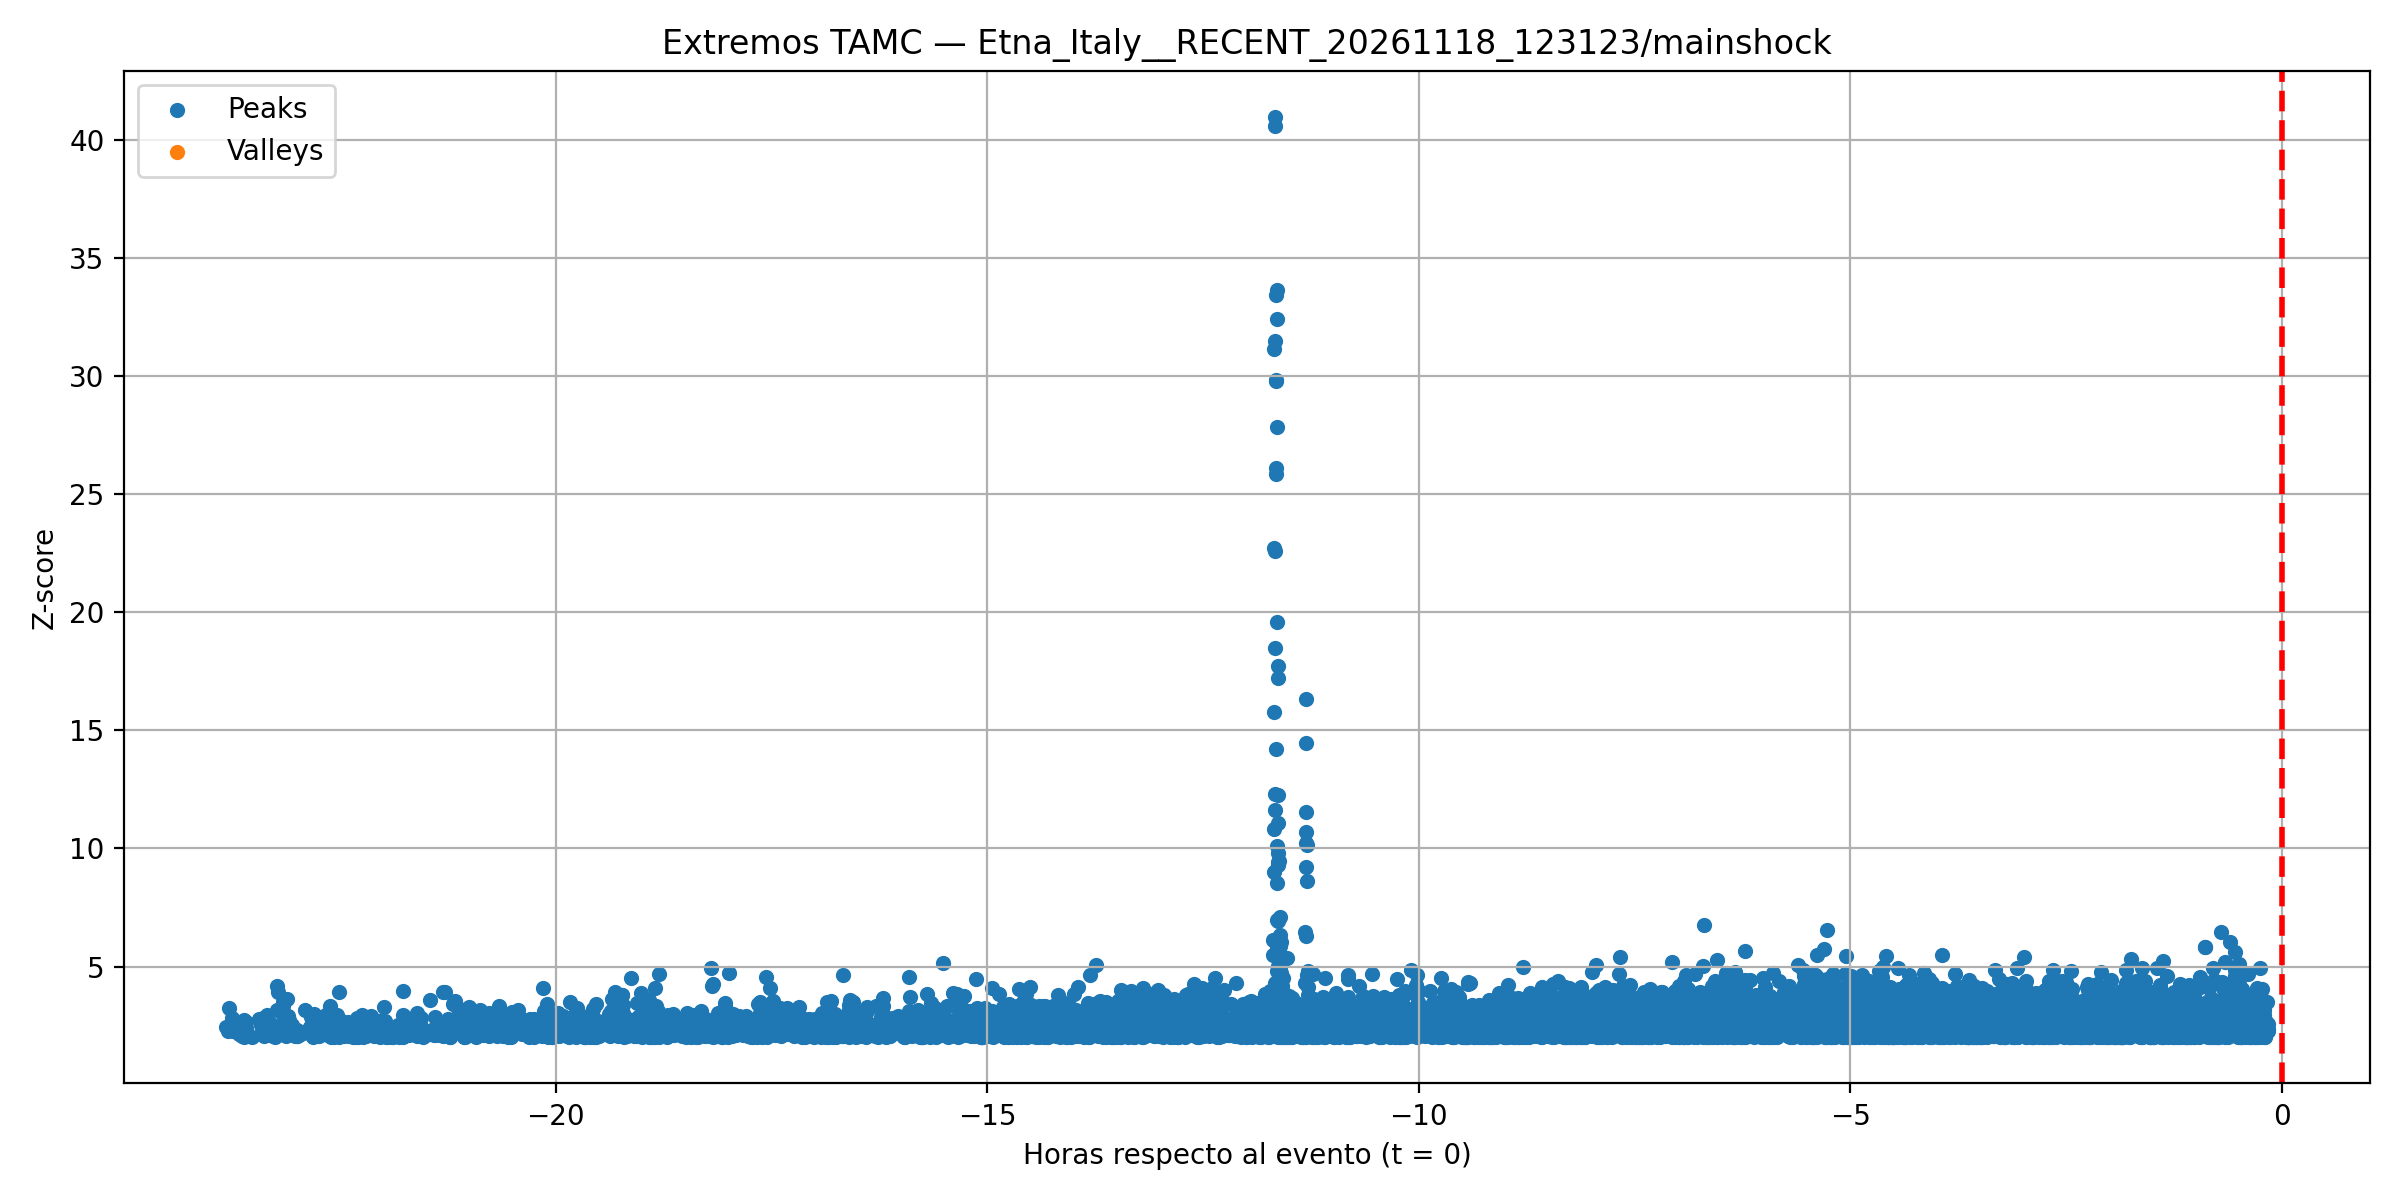 Extremos TAMC — Etna_Italy__RECENT_20261118_123123/mainshock
Peaks
Valleys
40
35
30
25
20
15
10
5
Z-score
−20 −15 −10 −5 0
Horas respecto al evento (t = 0)